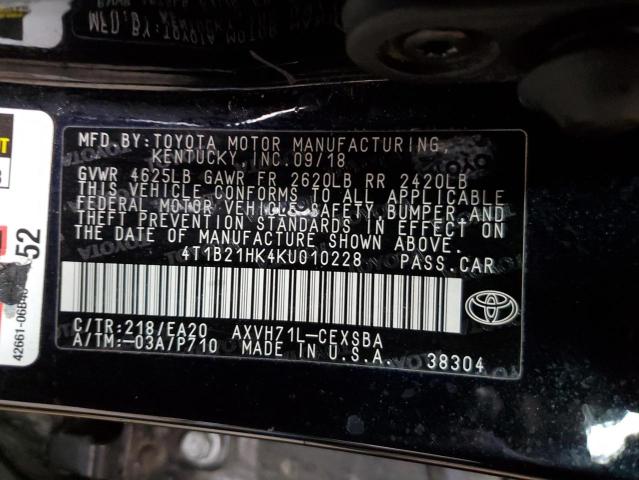 MFD. BY: TOYOTA MOTOR MANUFACTURING,
KENTUCKY, INC. 09/18
GVWR 4625LB GAWR FR 2620LB RR 2420LB
THIS VEHICLE CONFORMS TO ALL APPLICABLE
FEDERAL MOTOR VEHICLE SAFETY, BUMPER, AND
THEFT PREVENTION STANDARDS IN EFFECT ON
THE DATE OF MANUFACTURE SHOWN ABOVE.
4T1B21HK4KU010228 PASS. CAR
C/TR: 218/EA20 AXVH71L-CEXSBA
A/TM: -03A/P710 MADE IN U.S.A. 38304
TOYOTA
52